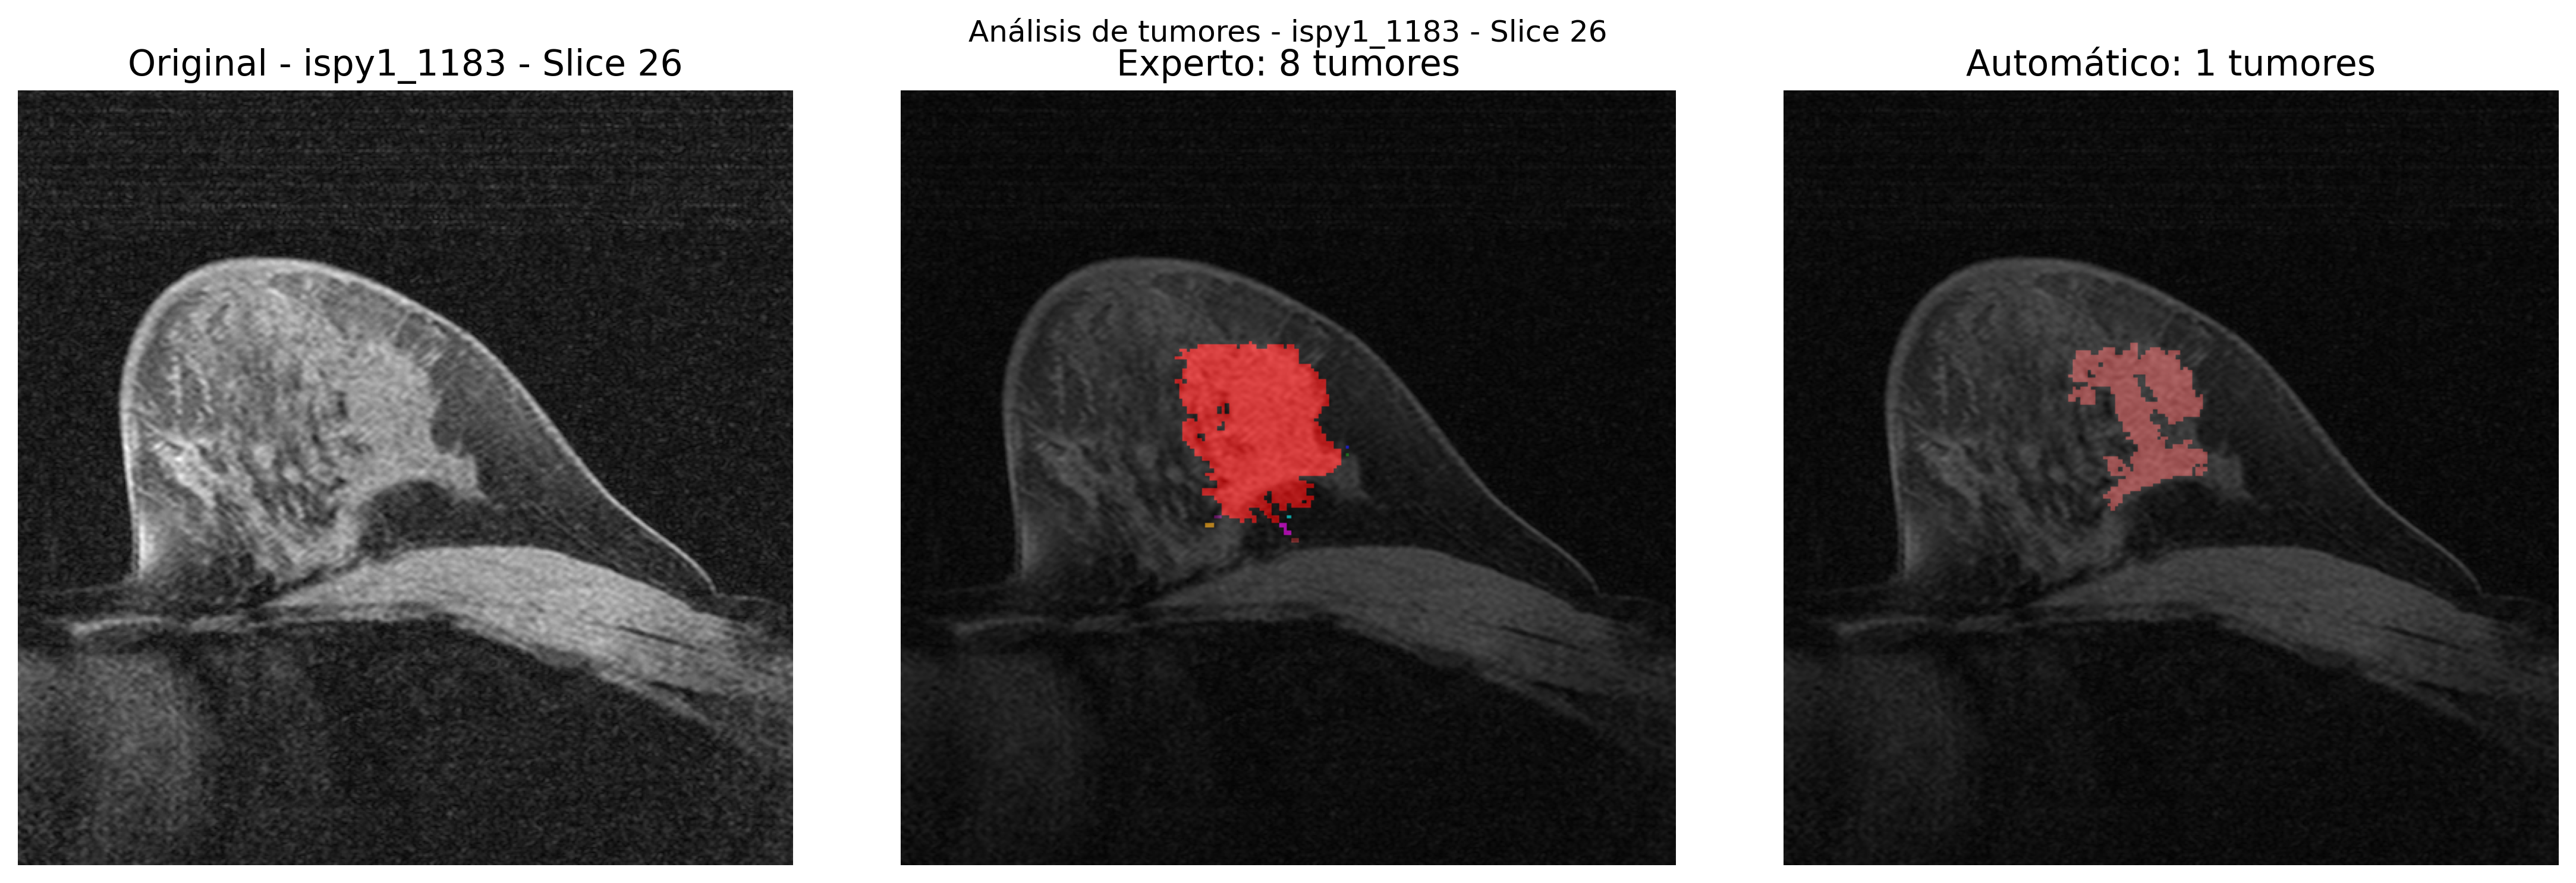 Análisis de tumores - ispy1_1183 - Slice 26
Original - ispy1_1183 - Slice 26
Experto: 8 tumores
Automático: 1 tumores